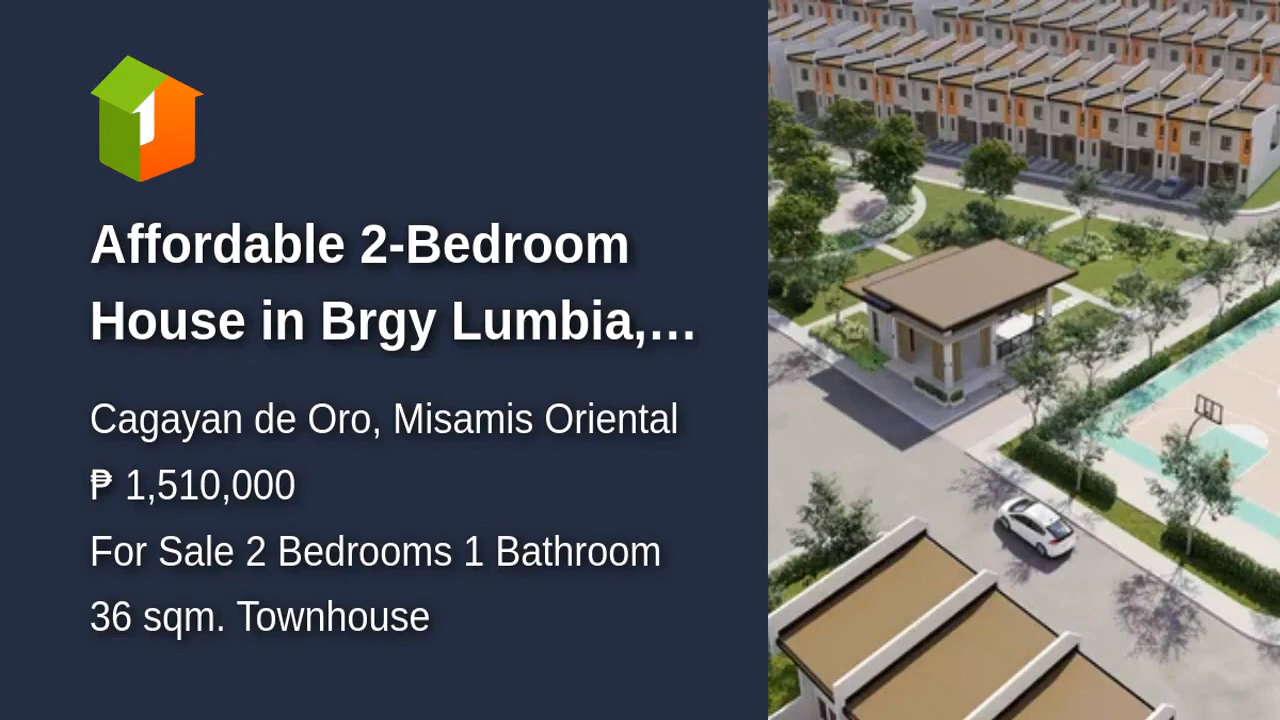 Affordable 2-Bedroom
House in Brgy Lumbia,...
Cagayan de Oro, Misamis Oriental
₱ 1,510,000
For Sale 2 Bedrooms 1 Bathroom
36 sqm. Townhouse